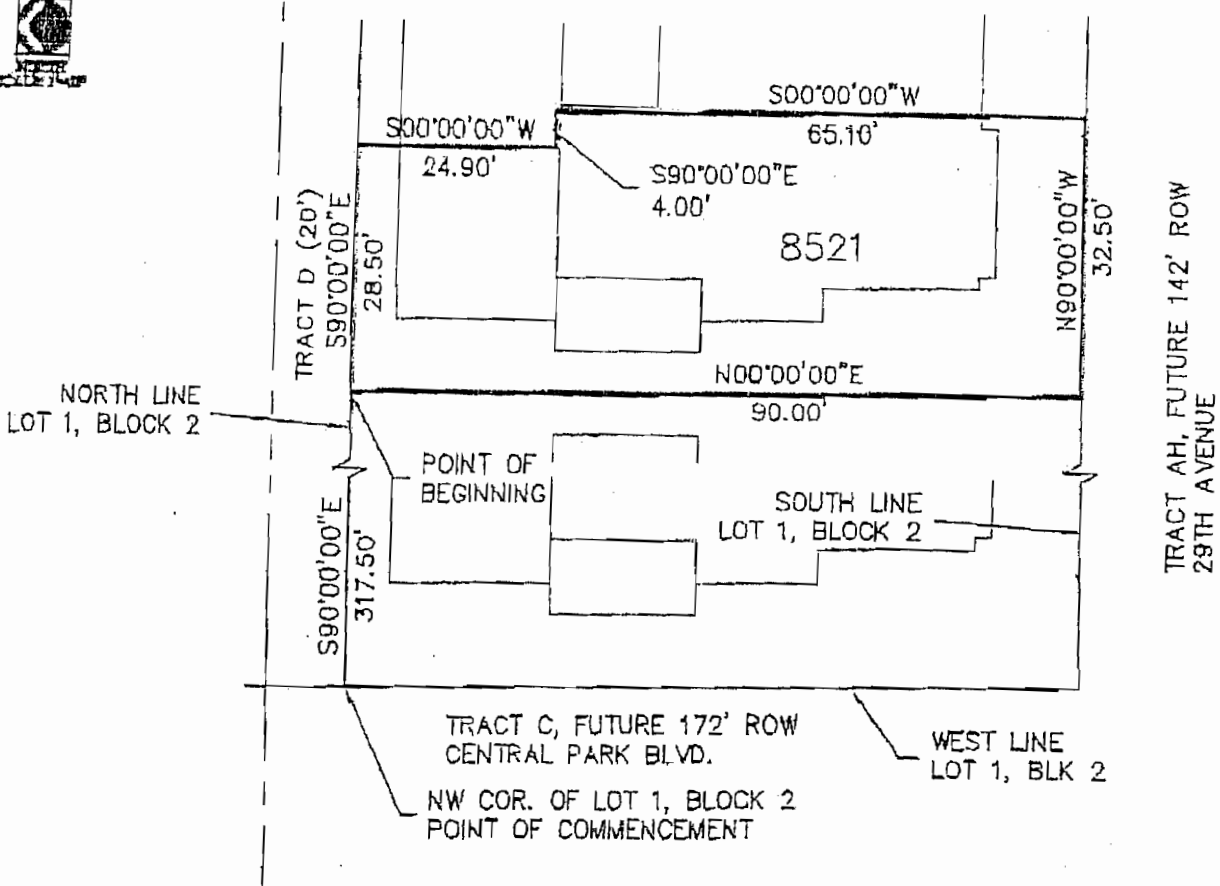 S00°00'00"W
65.10'
S00°00'00"W
24.90'
S90°00'00"E
4.00'
8521
TRACT D (20')
S90°00'00"E
28.50'
N90°00'00"W
32.50'
TRACT AH, FUTURE 142' ROW
29TH AVENUE
N00°00'00"E
90.00'
NORTH LINE
LOT 1, BLOCK 2
POINT OF
BEGINNING
SOUTH LINE
LOT 1, BLOCK 2
S90°00'00"E
317.50'
TRACT C, FUTURE 172' ROW
CENTRAL PARK BLVD.
WEST LINE
LOT 1, BLK 2
NW COR. OF LOT 1, BLOCK 2
POINT OF COMMENCEMENT